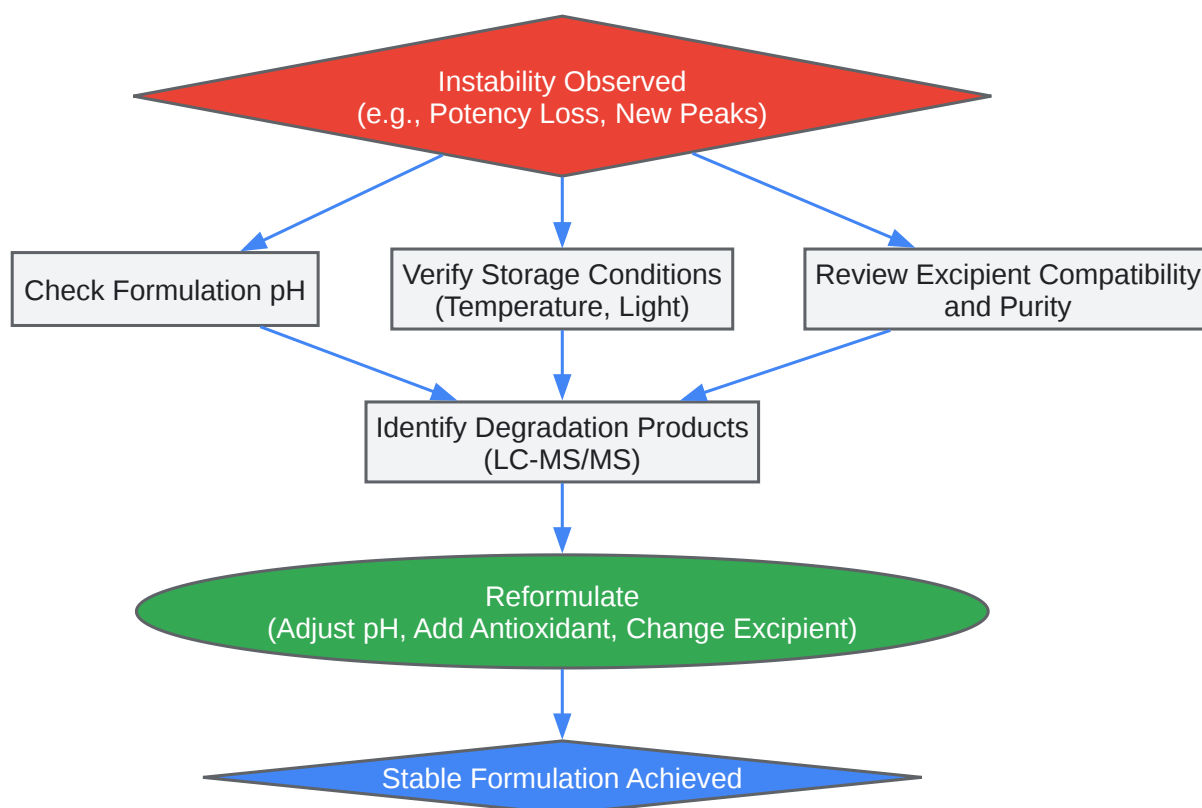 Instability Observed
(e.g., Potency Loss, New Peaks)
Check Formulation pH
Verify Storage Conditions
(Temperature, Light)
Review Excipient Compatibility
and Purity
Identify Degradation Products
(LC-MS/MS)
Reformulate
(Adjust pH, Add Antioxidant, Change Excipient)
Stable Formulation Achieved